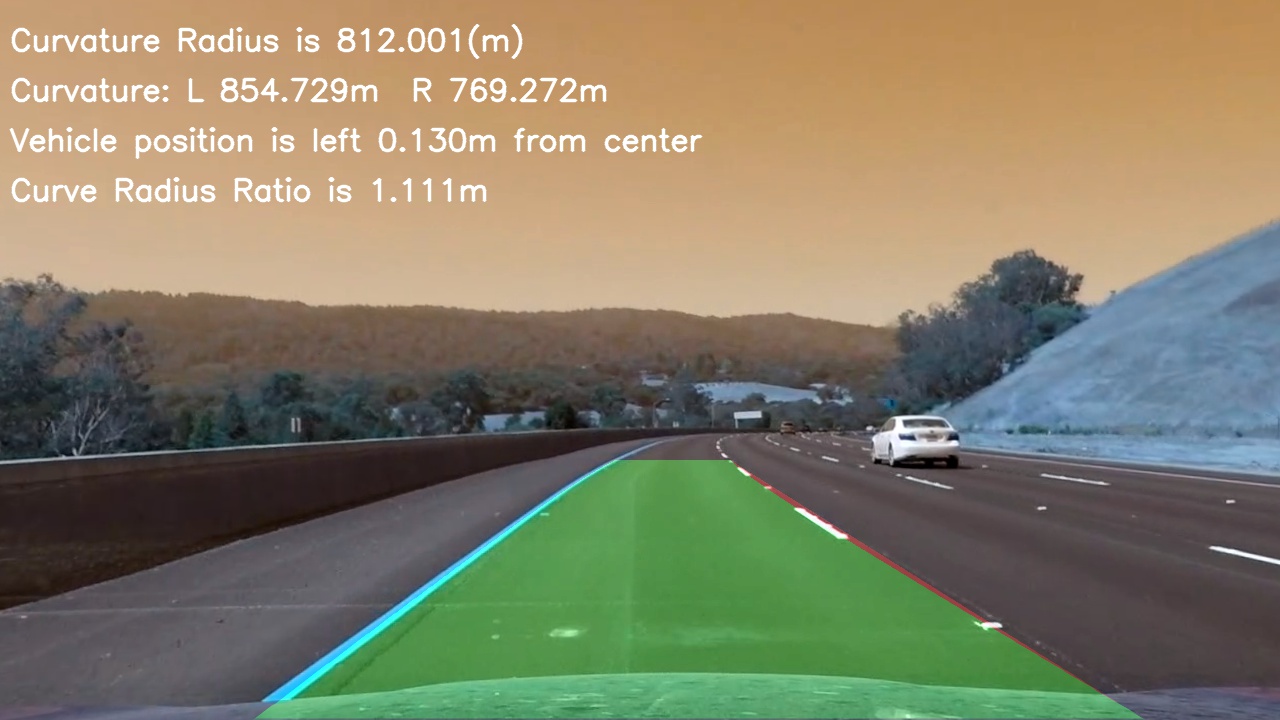 Curvature Radius is 812.001(m)
Curvature: L 854.729m R 769.272m
Vehicle position is left 0.130m from center
Curve Radius Ratio is 1.111m